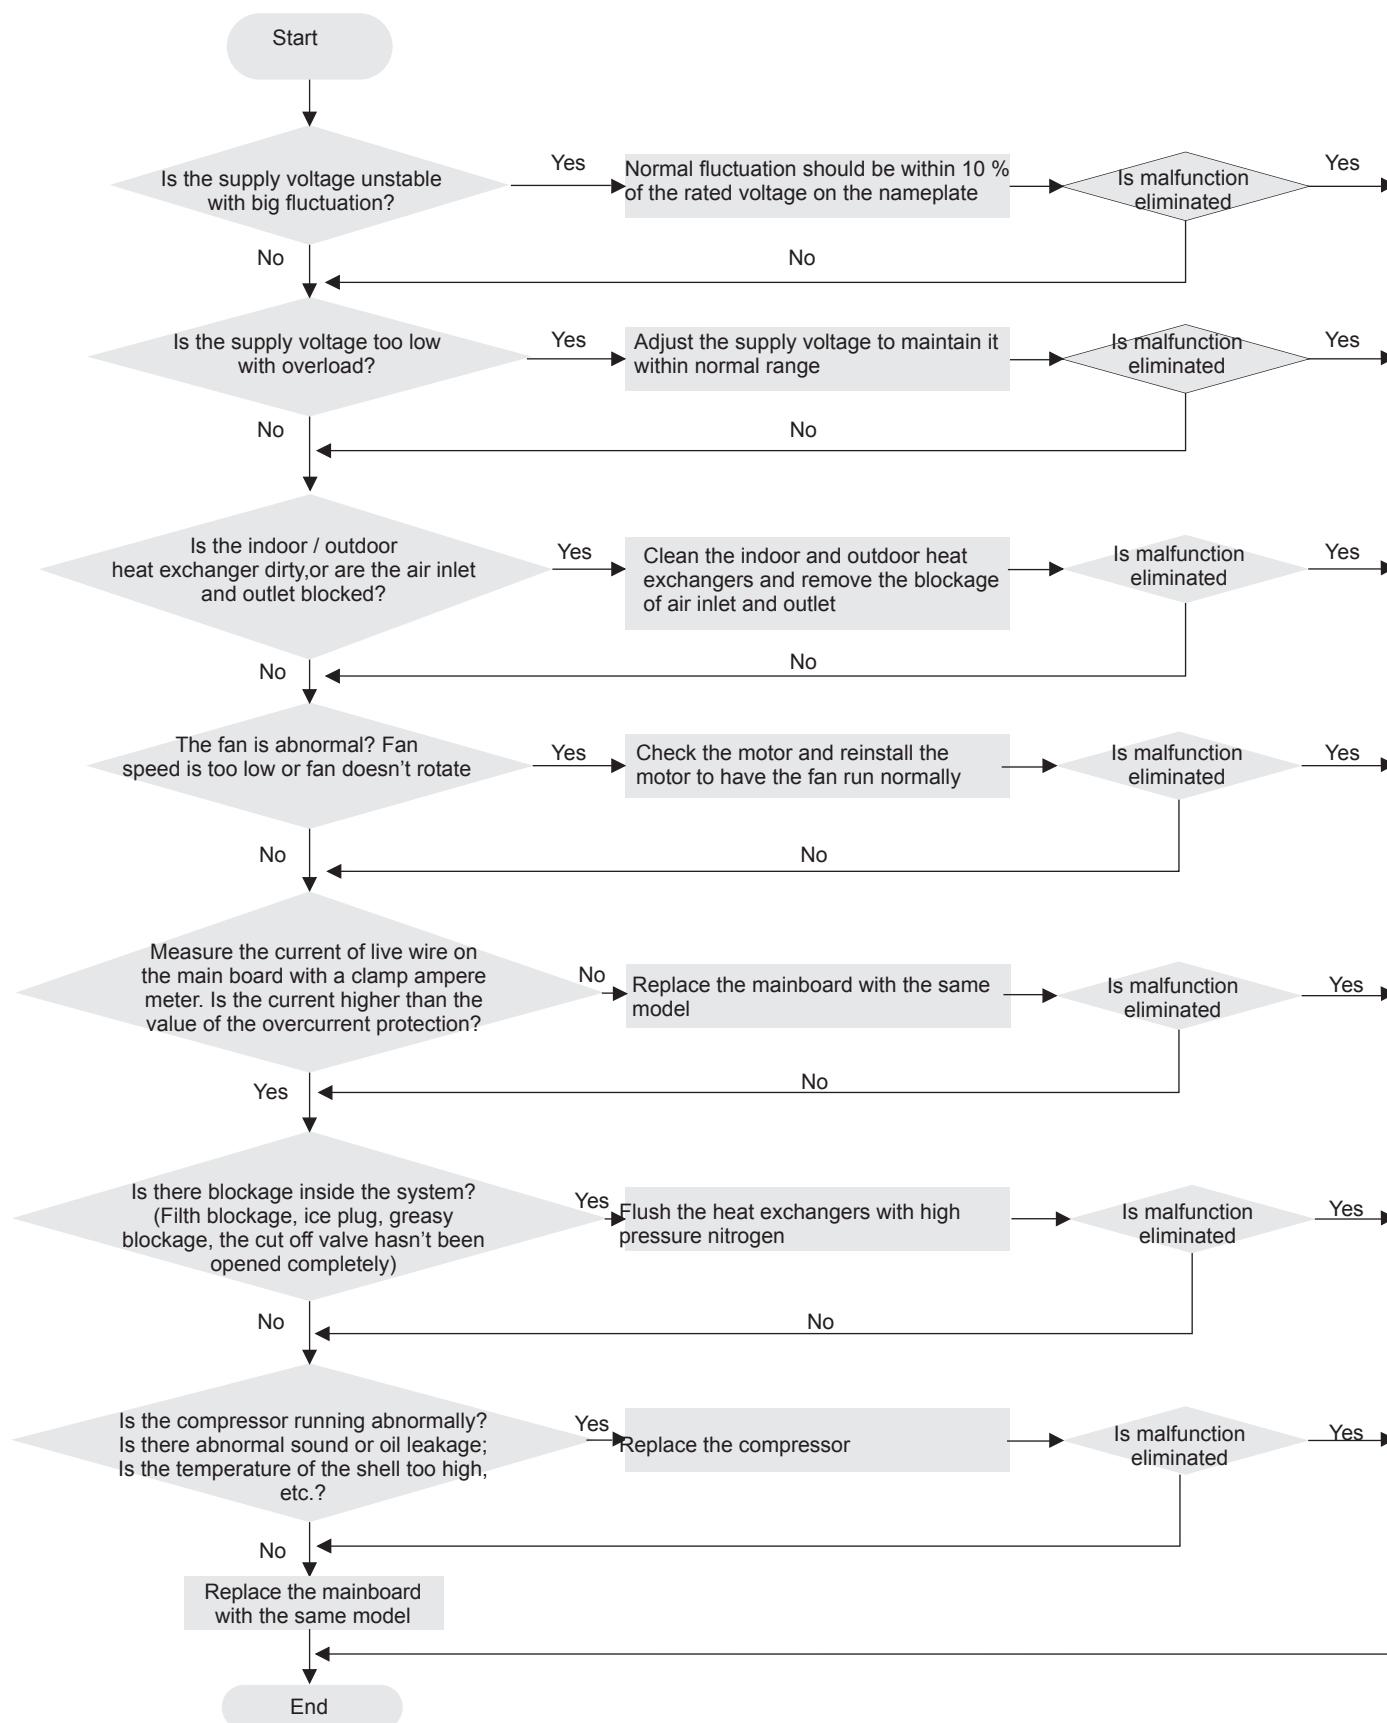 Start
Is the supply voltage unstable
with big fluctuation?
Yes
Normal fluctuation should be within 10 %
of the rated voltage on the nameplate
Is malfunction
eliminated
Yes
No
No
Is the supply voltage too low
with overload?
Yes
Adjust the supply voltage to maintain it
within normal range
Is malfunction
eliminated
Yes
No
No
Is the indoor / outdoor
heat exchanger dirty,or are the air inlet
and outlet blocked?
Yes
Clean the indoor and outdoor heat
exchangers and remove the blockage
of air inlet and outlet
Is malfunction
eliminated
Yes
No
No
The fan is abnormal? Fan
speed is too low or fan doesn’t rotate
Yes
Check the motor and reinstall the
motor to have the fan run normally
Is malfunction
eliminated
Yes
No
No
Measure the current of live wire on
the main board with a clamp ampere
meter. Is the current higher than the
value of the overcurrent protection?
No
Replace the mainboard with the same
model
Is malfunction
eliminated
Yes
Yes
No
Is there blockage inside the system?
(Filth blockage, ice plug, greasy
blockage, the cut off valve hasn’t been
opened completely)
Yes
Flush the heat exchangers with high
pressure nitrogen
Is malfunction
eliminated
Yes
No
No
Is the compressor running abnormally?
Is there abnormal sound or oil leakage;
Is the temperature of the shell too high,
etc.?
Yes
Replace the compressor
Is malfunction
eliminated
Yes
No
Replace the mainboard
with the same model
End